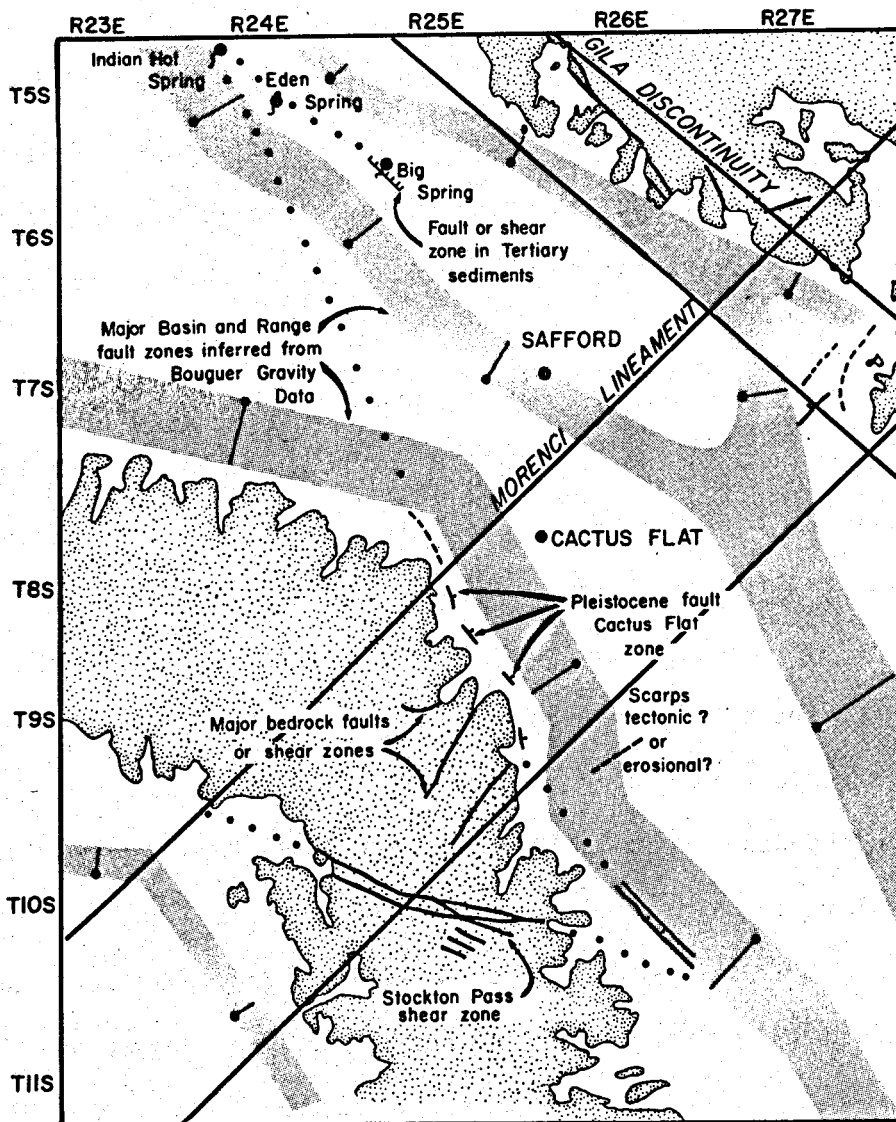 R23E R24E R25E R26E R27E
Indian Hot
Spring
Eden
Spring
T5S
Big
Spring
GILA DISCONTINUITY
T6S
Fault or shear
zone in Tertiary
sediments
Major Basin and Range
fault zones inferred from
Bouguer Gravity
Data
SAFFORD
T7S
MORENCI LINEAMENT
CACTUS FLAT
T8S
Pleistocene fault
Cactus Flat
zone
T9S
Major bedrock faults
or shear zones
Scarps
tectonic ?
or
erosional?
T10S
Stockton Pass
shear zone
T11S